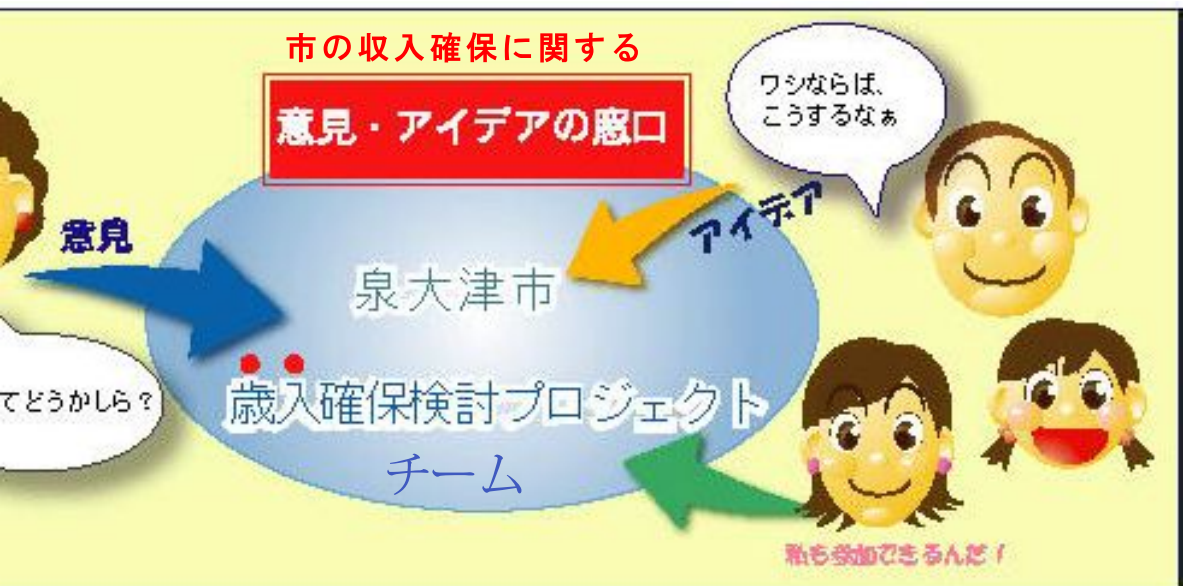 市の収入確保に関する
意見・アイデアの窓口
ワシならば、
こうするなぁ
意見
アイデア
泉大津市
歳入確保検討プロジェクト
チーム
てどうかしら？
私も参加できるんだ！